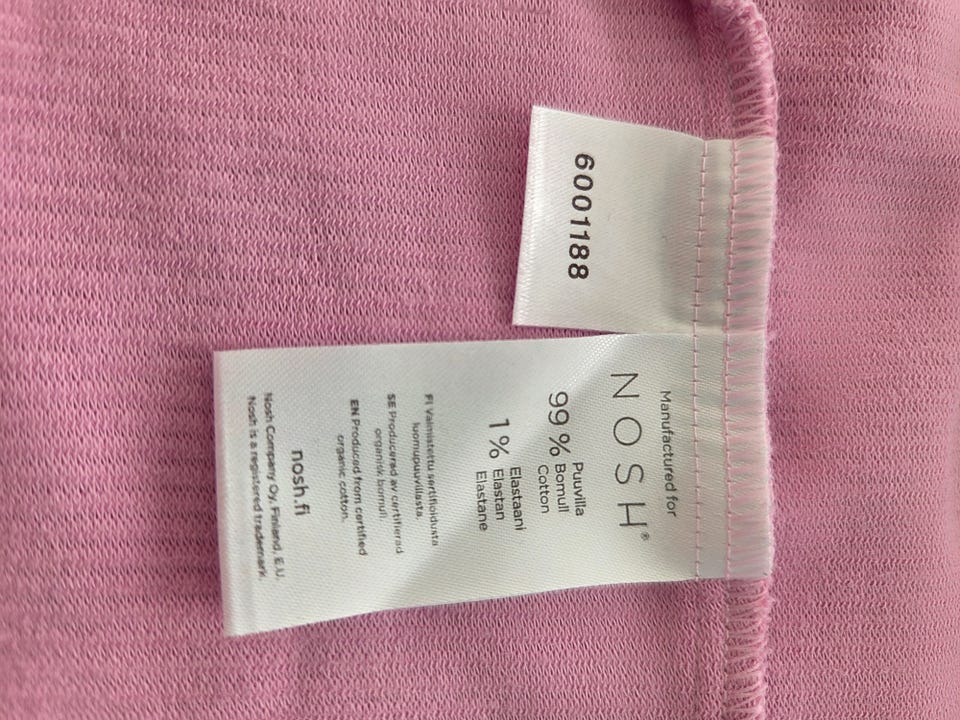 6001188
Manufactured for
NOSH®
99 % Puuvilla
Bomull
Cotton
1 % Elastaani
Elastan
Elastane
FI Valmistettu sertifioidusta
luomupuuvillasta.
SE Producerad av certifierad
organisk bomull.
EN Produced from certified
organic cotton.
nosh.fi
Nosh Company Oy, Finland, E.U.
Nosh is a registered trademark.